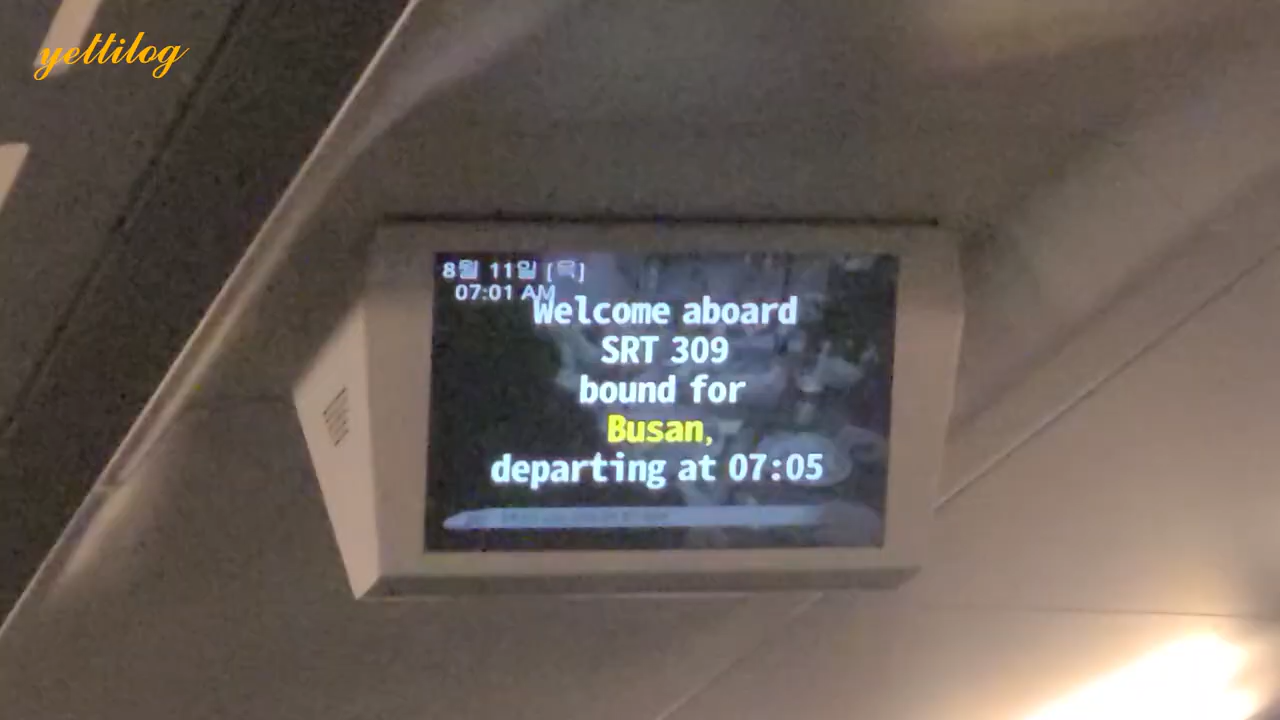 yettilog
8월 11일 [목]
07:01 AM
Welcome aboard
SRT 309
bound for
Busan,
departing at 07:05